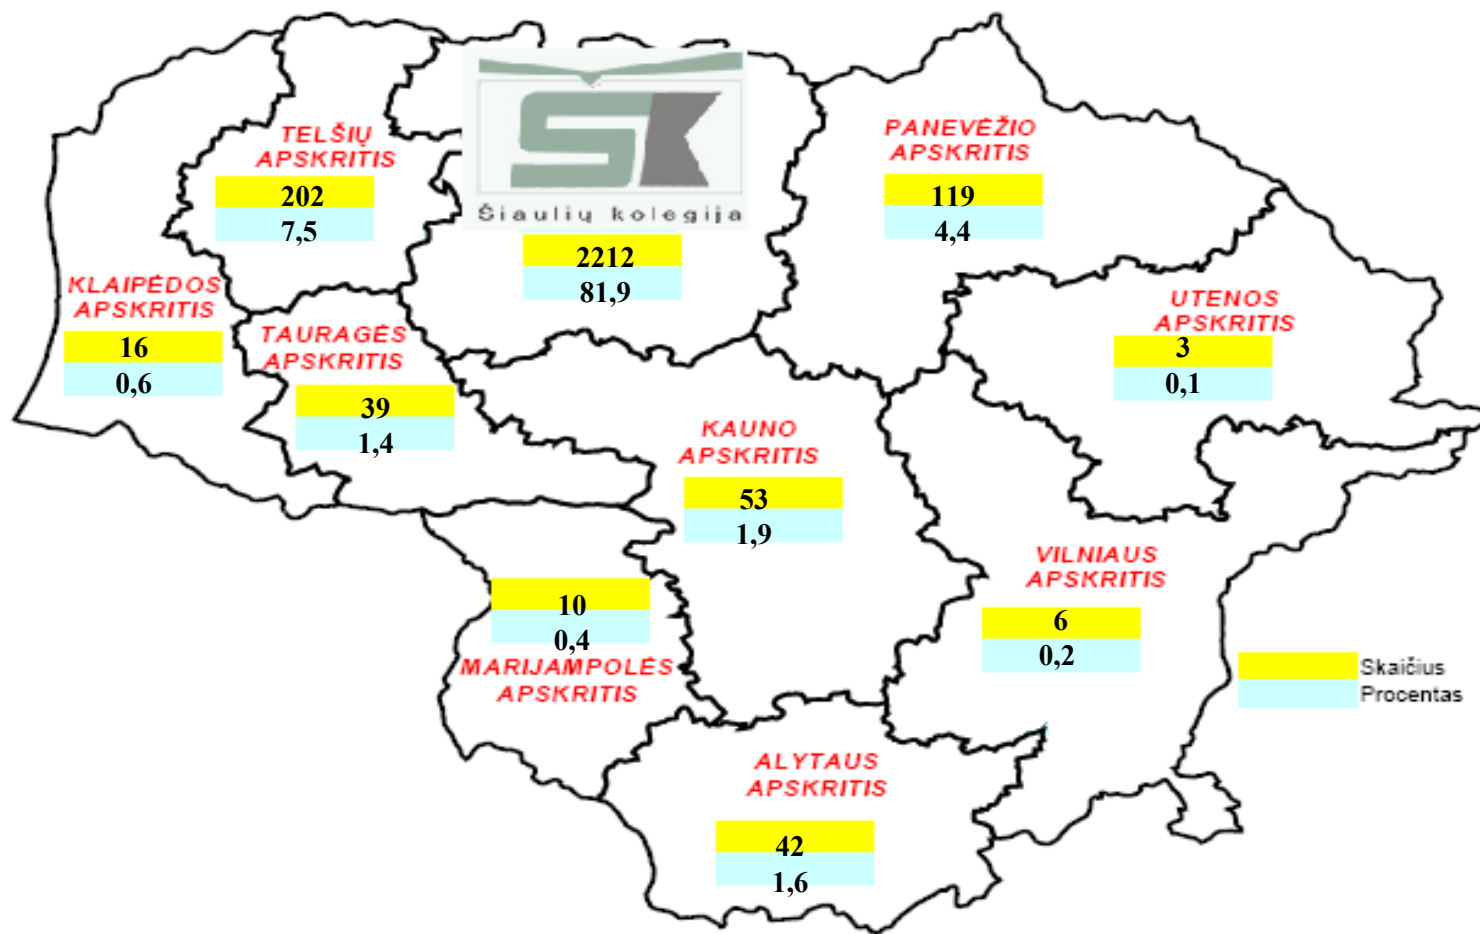 TELŠIŲ
APSKRITIS
202
7,5
Šiaulių kolegija
2212
81,9
PANEVĖŽIO
APSKRITIS
119
4,4
KLAIPĖDOS
APSKRITIS
16
0,6
TAURAGĖS
APSKRITIS
39
1,4
UTENOS
APSKRITIS
3
0,1
KAUNO
APSKRITIS
53
1,9
VILNIAUS
APSKRITIS
6
0,2
10
0,4
MARIJAMPOLĖS
APSKRITIS
Skaičius
Procentas
ALYTAUS
APSKRITIS
42
1,6